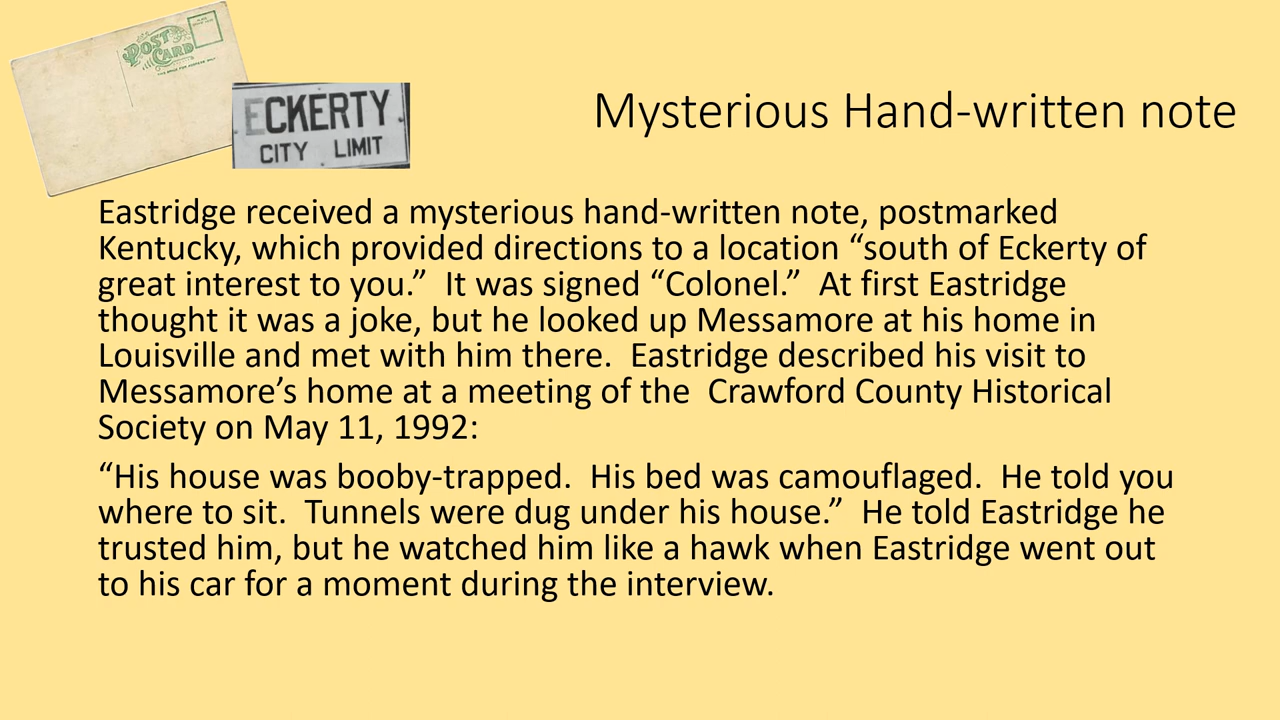 POST CARD
ECKERTY
CITY LIMIT
Mysterious Hand-written note
Eastridge received a mysterious hand-written note, postmarked
Kentucky, which provided directions to a location “south of Eckerty of
great interest to you.”  It was signed “Colonel.”  At first Eastridge
thought it was a joke, but he looked up Messamore at his home in
Louisville and met with him there.  Eastridge described his visit to
Messamore’s home at a meeting of the  Crawford County Historical
Society on May 11, 1992:
“His house was booby-trapped.  His bed was camouflaged.  He told you
where to sit.  Tunnels were dug under his house.”  He told Eastridge he
trusted him, but he watched him like a hawk when Eastridge went out
to his car for a moment during the interview.